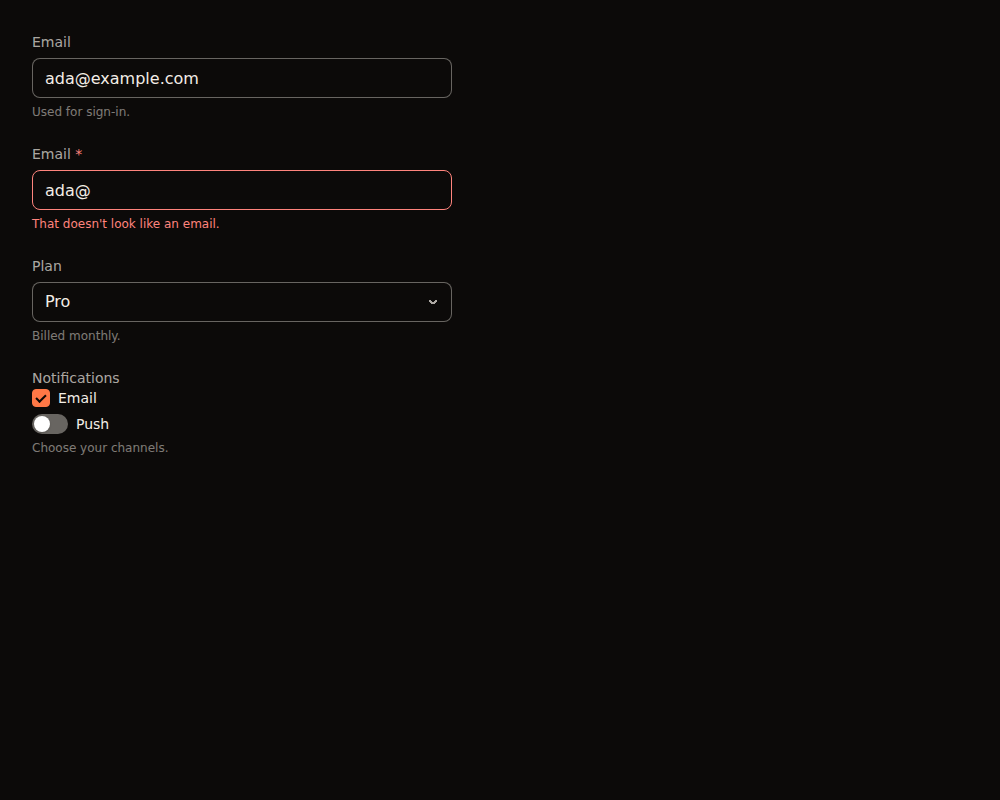 Email
ada@example.com
Used for sign-in.
Email *
ada@
That doesn't look like an email.
Plan
Pro
Billed monthly.
Notifications
Email
Push
Choose your channels.